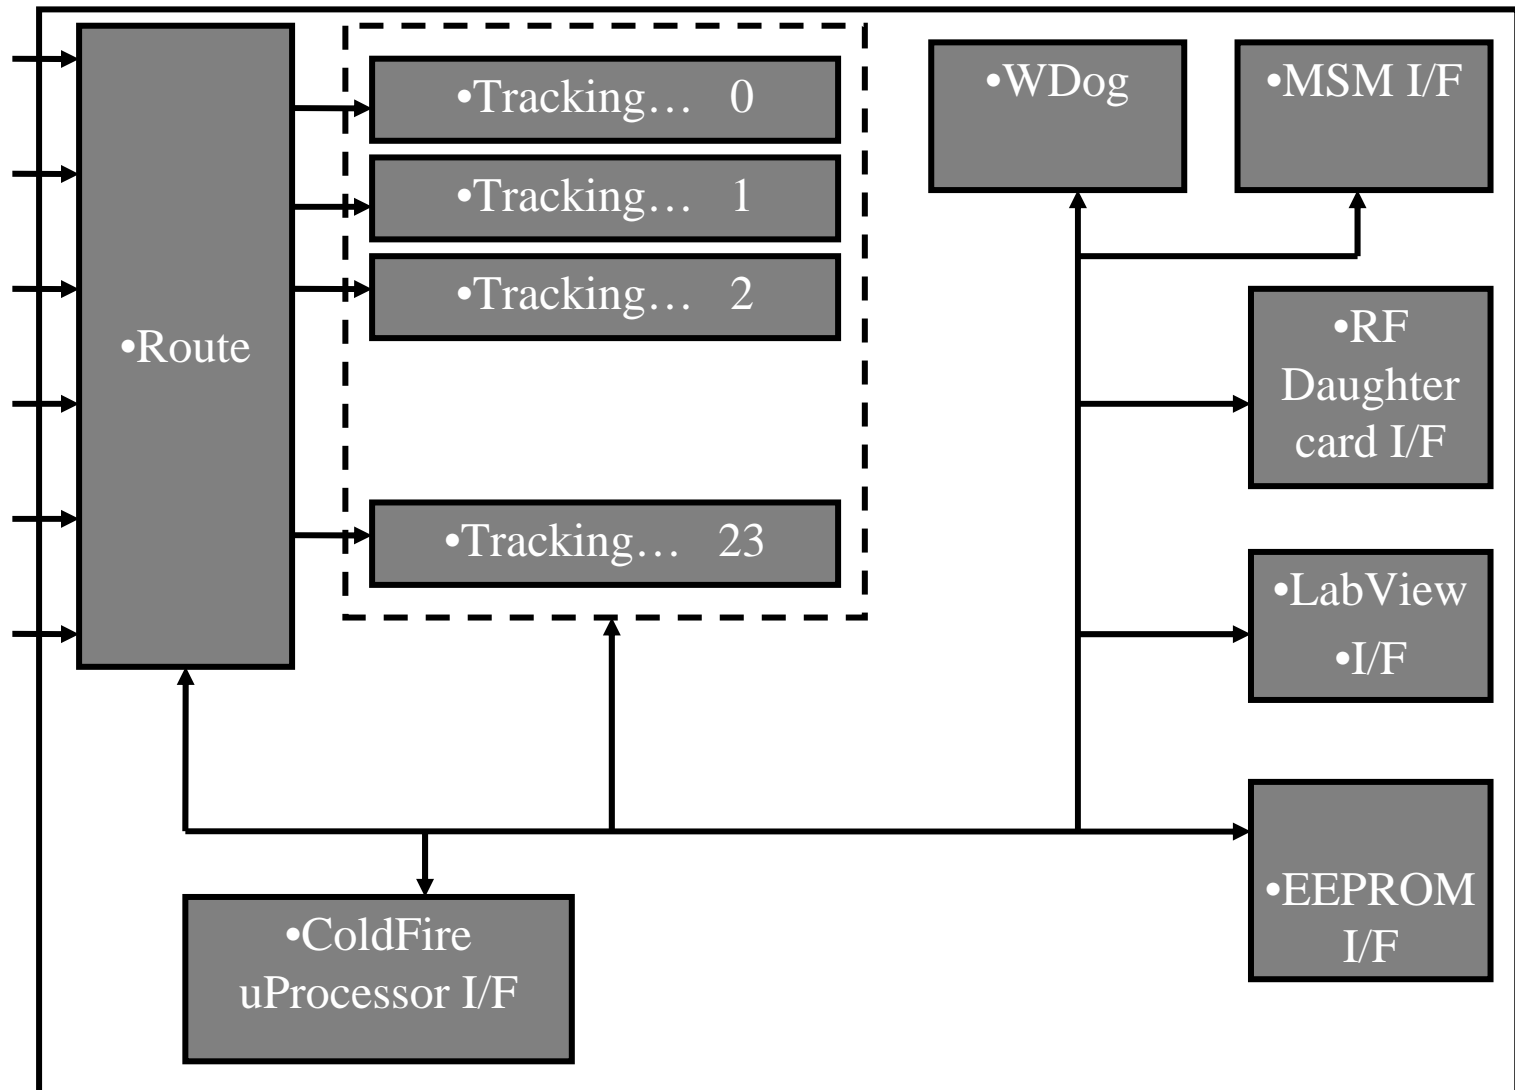 •Tracking… 0
•Tracking… 1
•Tracking… 2
•Tracking… 23
•Route
•WDog
•MSM I/F
•RF
Daughter
card I/F
•LabView
•I/F
•EEPROM
I/F
•ColdFire
uProcessor I/F